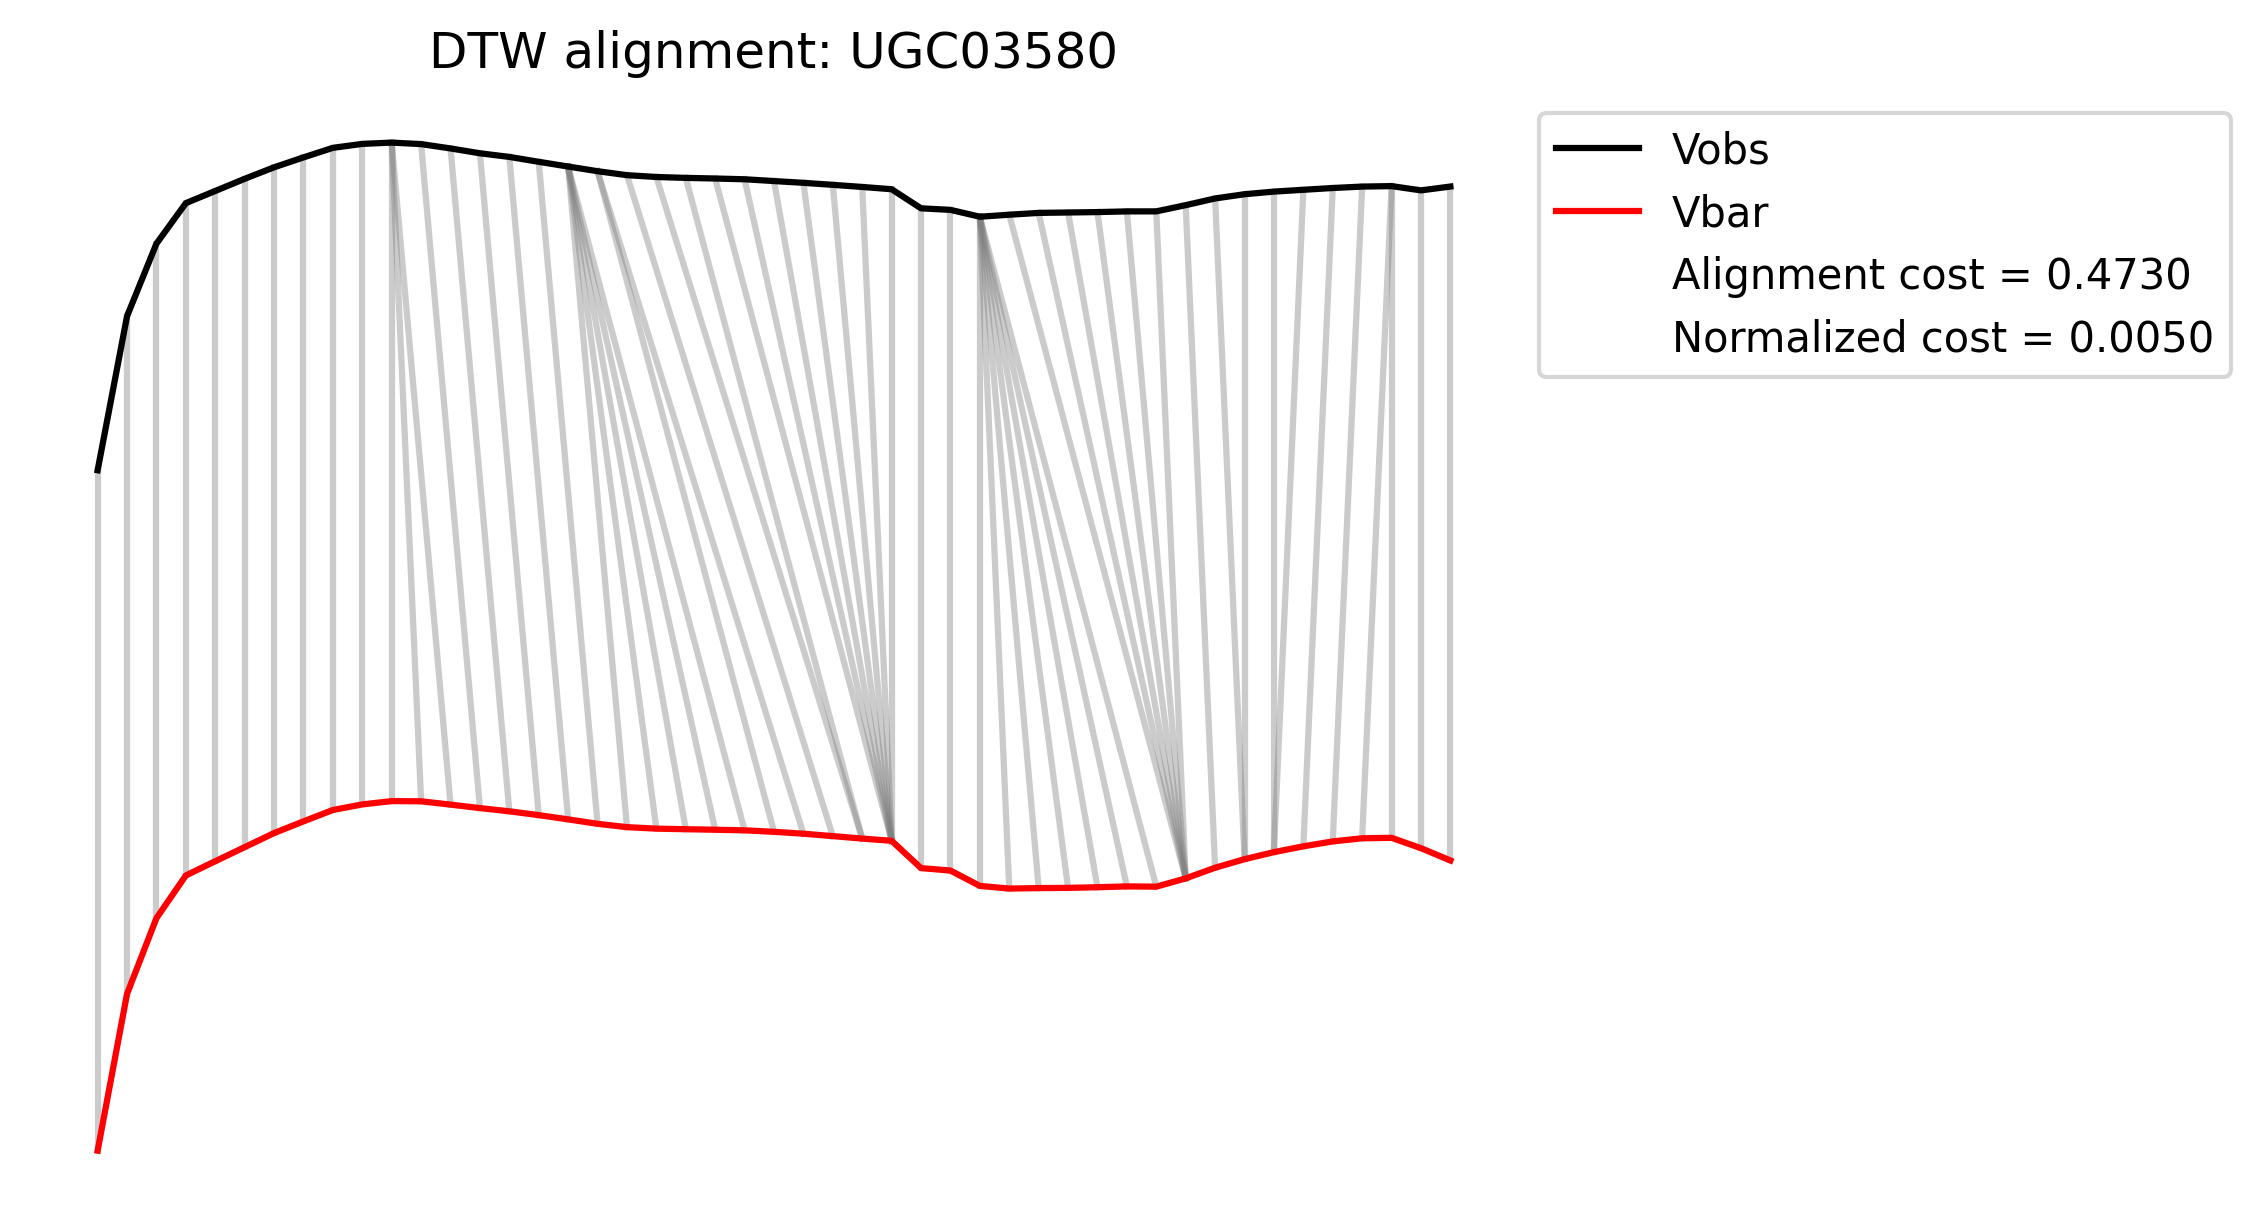 DTW alignment: UGC03580
Vobs
Vbar
Alignment cost = 0.4730
Normalized cost = 0.0050